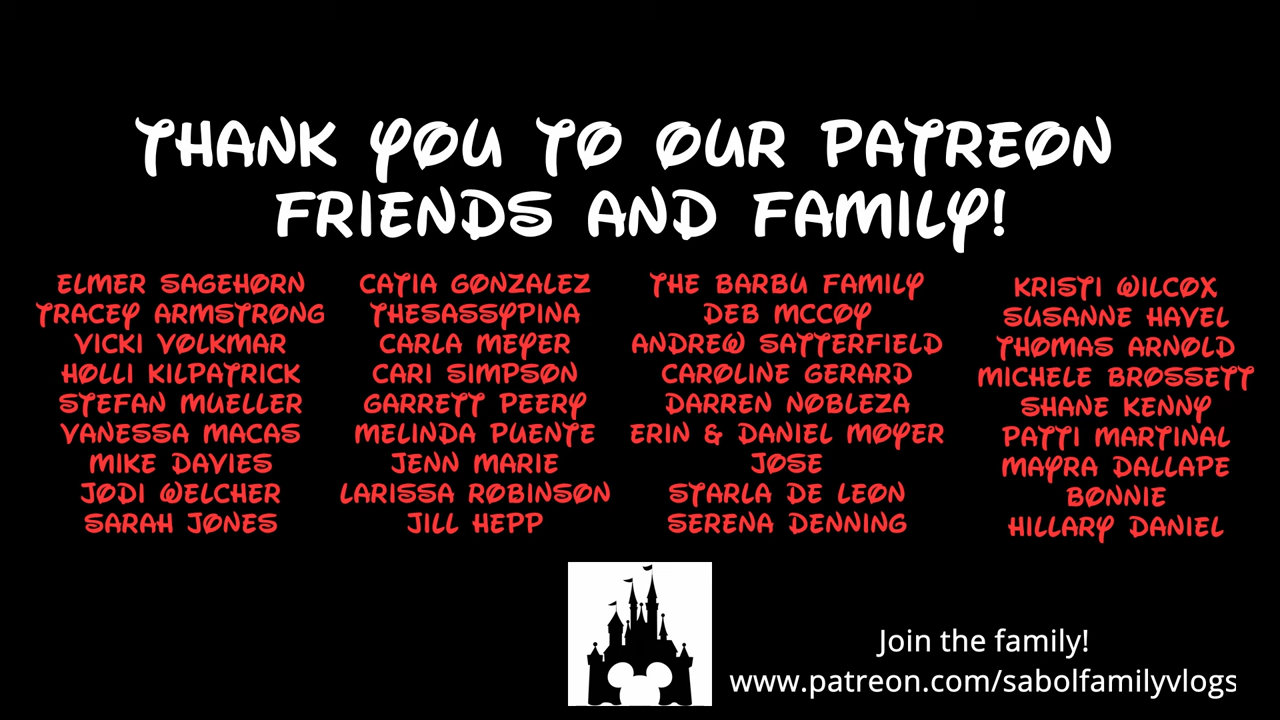 THANK YOU TO OUR PATREON
FRIENDS AND FAMILY!
ELMER SAGEHORN
TRACEY ARMSTRONG
VICKI VOLKMAR
HOLLI KILPATRICK
STEFAN MUELLER
VANESSA MACAS
MIKE DAVIES
JODI WELCHER
SARAH JONES
CATIA GONZALEZ
THESASSYPINA
CARLA MEYER
CARI SIMPSON
GARRETT PEERY
MELINDA PUENTE
JENN MARIE
LARISSA ROBINSON
JILL HEPP
THE BARBU FAMILY
DEB MCCOY
ANDREW SATTERFIELD
CAROLINE GERARD
DARREN NOBLEZA
ERIN & DANIEL MOYER
JOSE
STARLA DE LEON
SERENA DENNING
KRISTI WILCOX
SUSANNE HAVEL
THOMAS ARNOLD
MICHELE BROSSETT
SHANE KENNY
PATTI MARTINAL
MAYRA DALLAPE
BONNIE
HILLARY DANIEL
Join the family!
www.patreon.com/sabolfamilyvlogs